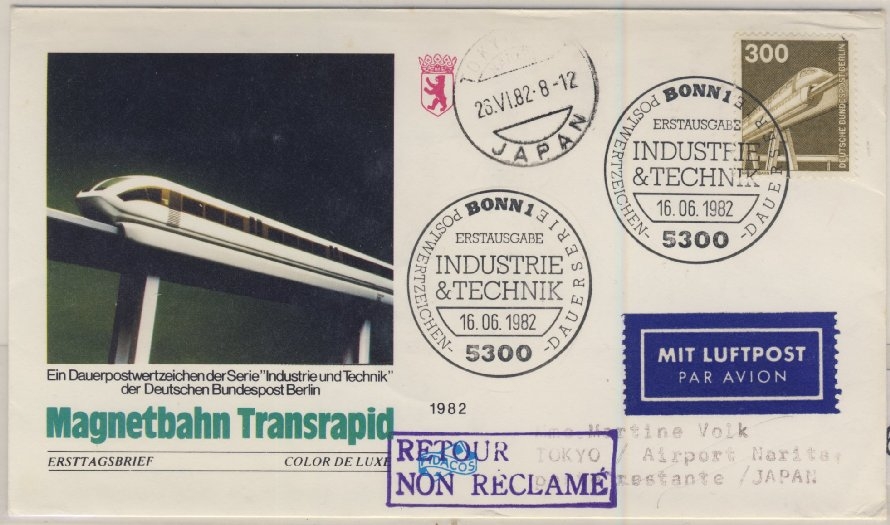 TOKYO
26.VI.82.8-12
JAPAN
300
DEUTSCHE BUNDESPOST BERLIN
BONN 1
ERSTAUSGABE
INDUSTRIE
& TECHNIK
16.06.1982
5300
POSTWERTZEICHEN-
-DAUERSERIE
BONN 1
ERSTAUSGABE
INDUSTRIE
& TECHNIK
16.06.1982
5300
POSTWERTZEICHEN-
-DAUERSERIE
MIT LUFTPOST
PAR AVION
Ein Dauerpostwertzeichen der Serie "Industrie und Technik"
der Deutschen Bundespost Berlin
Magnetbahn Transrapid
ERSTTAGSBRIEF COLOR DE LUXE
1982
RETOUR
NON RECLAMÉ
FIDACOS
Martine Volk
TOKYO / Airport Narita
/JAPAN